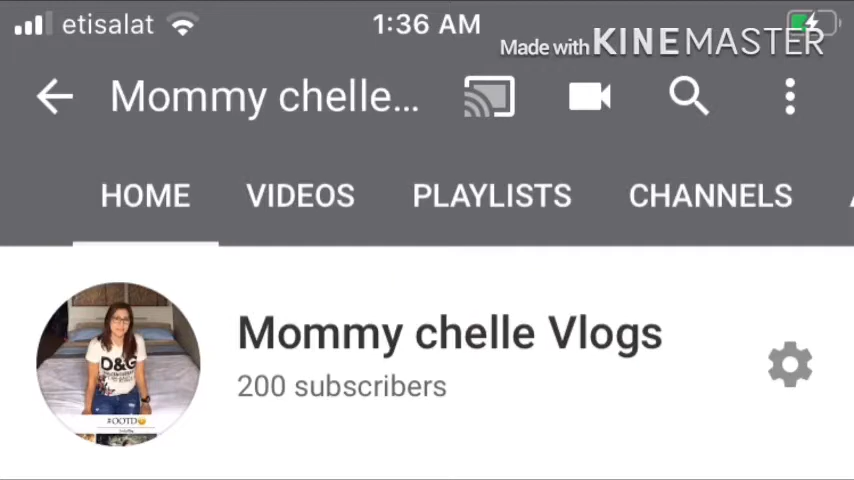 etisalat
1:36 AM
Made with KINEMASTER
Mommy chelle...
HOME
VIDEOS
PLAYLISTS
CHANNELS
Mommy chelle Vlogs
200 subscribers
D&G
#OOTD